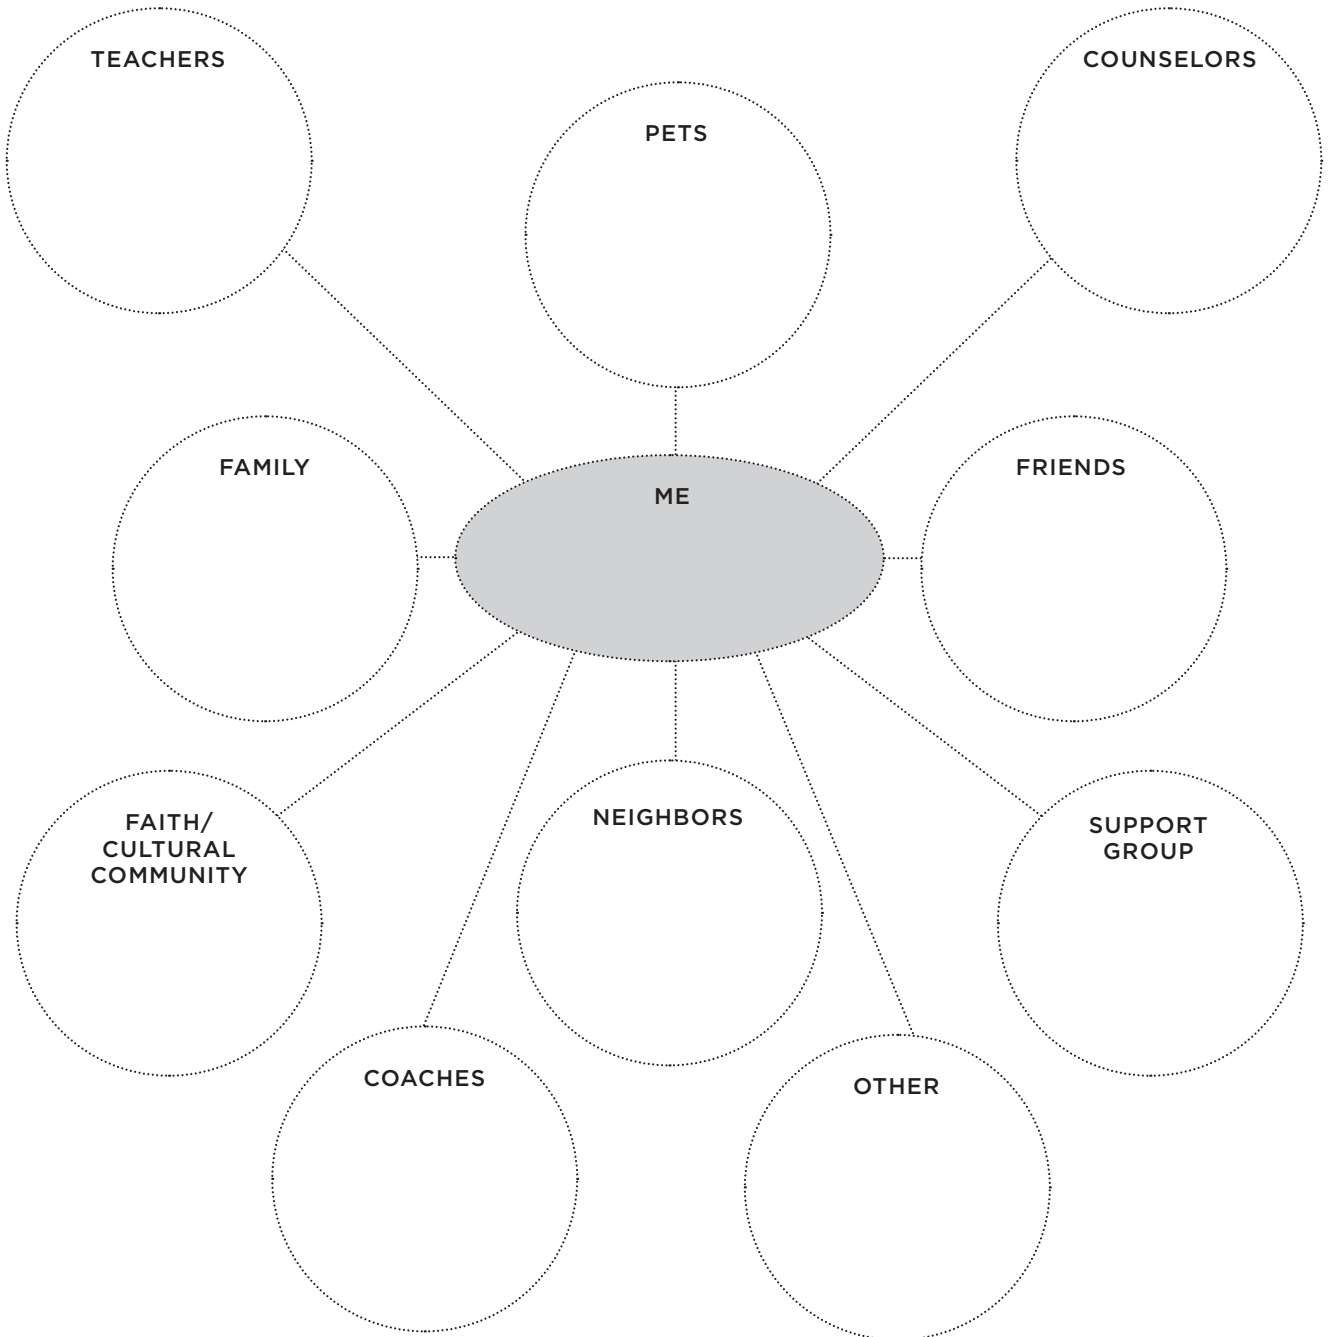 TEACHERS
COUNSELORS
PETS
FAMILY
FRIENDS
ME
FAITH/
CULTURAL
COMMUNITY
NEIGHBORS
SUPPORT
GROUP
COACHES
OTHER